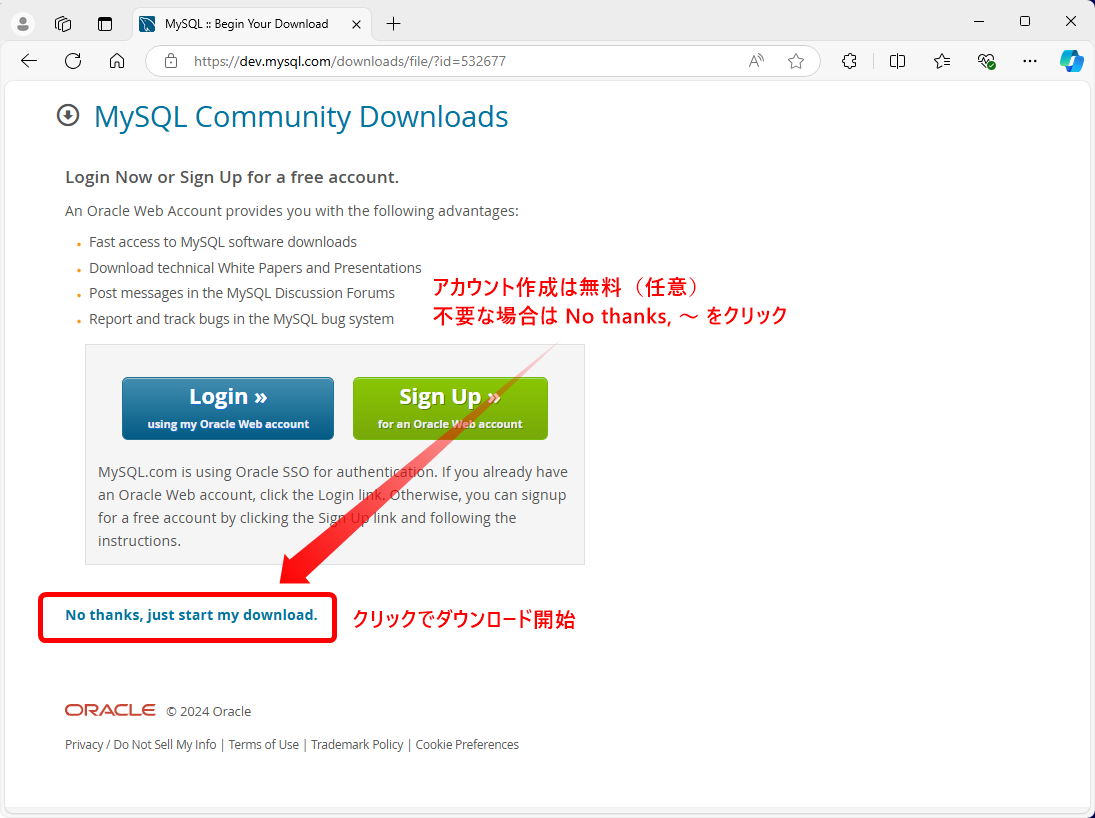 MySQL :: Begin Your Download
https://dev.mysql.com/downloads/file/?id=532677
MySQL Community Downloads
Login Now or Sign Up for a free account.
An Oracle Web Account provides you with the following advantages:
Fast access to MySQL software downloads
Download technical White Papers and Presentations
Post messages in the MySQL Discussion Forums
Report and track bugs in the MySQL bug system
アカウント作成は無料（任意）
不要な場合は No thanks, ～ をクリック
Login »
using my Oracle Web account
Sign Up »
for an Oracle Web account
MySQL.com is using Oracle SSO for authentication. If you already have
an Oracle Web account, click the Login link. Otherwise, you can signup
for a free account by clicking the Sign Up link and following the
instructions.
No thanks, just start my download.
クリックでダウンロード開始
ORACLE © 2024 Oracle
Privacy / Do Not Sell My Info | Terms of Use | Trademark Policy | Cookie Preferences